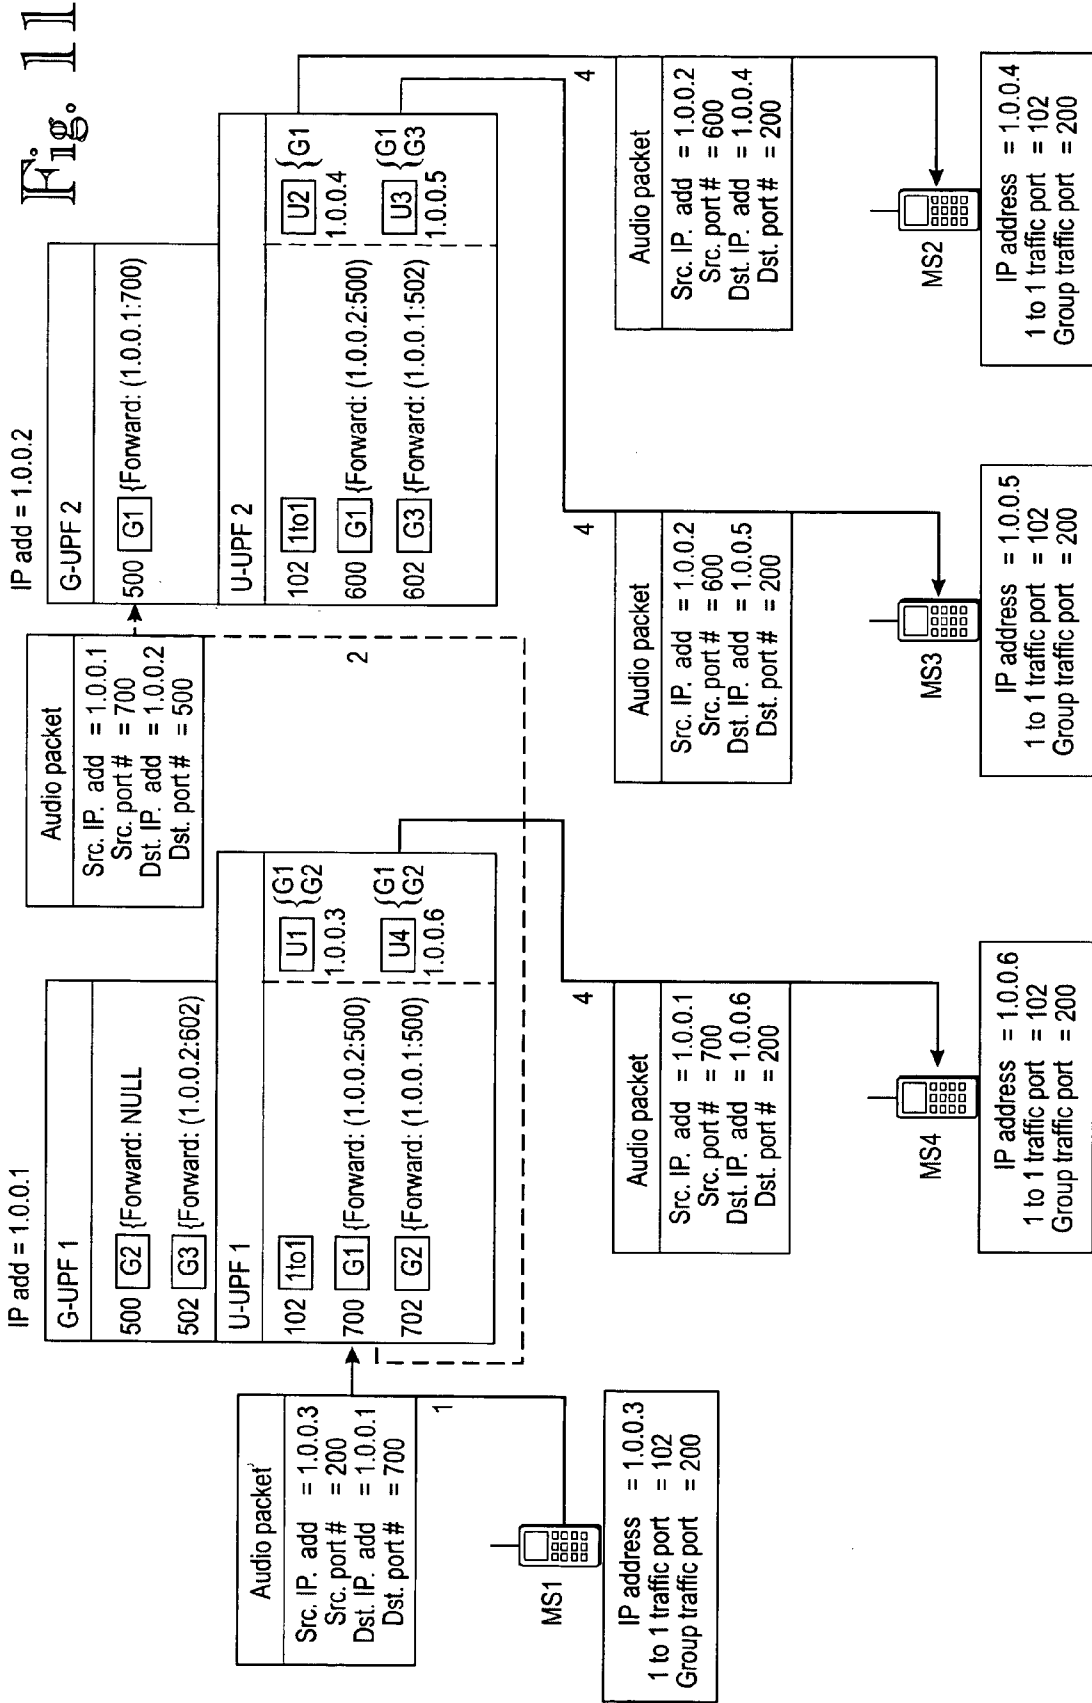 Fig. 11
IP add = 1.0.0.1
G-UPF 1
500 G2 {Forward: NULL
502 G3 {Forward: (1.0.0.2:602)
U-UPF 1
102 1to1
700 G1 {Forward: (1.0.0.2:500)
702 G2 {Forward: (1.0.0.1:500)
U1 {G1
G2
1.0.0.3
U4 {G1
G2
1.0.0.6
IP add = 1.0.0.2
G-UPF 2
500 G1 {Forward: (1.0.0.1:700)
U-UPF 2
102 1to1
600 G1 {Forward: (1.0.0.2:500)
602 G3 {Forward: (1.0.0.1:502)
U2 {G1
1.0.0.4
U3 {G1
G3
1.0.0.5
Audio packet
Src. IP. add = 1.0.0.1
Src. port # = 700
Dst. IP. add = 1.0.0.2
Dst. port # = 500
2
Audio packet
Src. IP. add = 1.0.0.3
Src. port # = 200
Dst. IP. add = 1.0.0.1
Dst. port # = 700
1
MS1
IP address = 1.0.0.3
1 to 1 traffic port = 102
Group traffic port = 200
4
Audio packet
Src. IP. add = 1.0.0.1
Src. port # = 700
Dst. IP. add = 1.0.0.6
Dst. port # = 200
MS4
IP address = 1.0.0.6
1 to 1 traffic port = 102
Group traffic port = 200
4
Audio packet
Src. IP. add = 1.0.0.2
Src. port # = 600
Dst. IP. add = 1.0.0.5
Dst. port # = 200
MS3
IP address = 1.0.0.5
1 to 1 traffic port = 102
Group traffic port = 200
4
Audio packet
Src. IP. add = 1.0.0.2
Src. port # = 600
Dst. IP. add = 1.0.0.4
Dst. port # = 200
MS2
IP address = 1.0.0.4
1 to 1 traffic port = 102
Group traffic port = 200